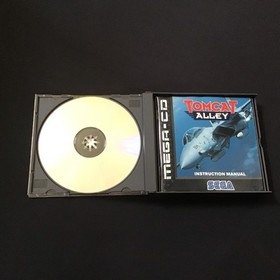 MEGA-CD
TOMCAT
ALLEY
INSTRUCTION MANUAL
SEGA